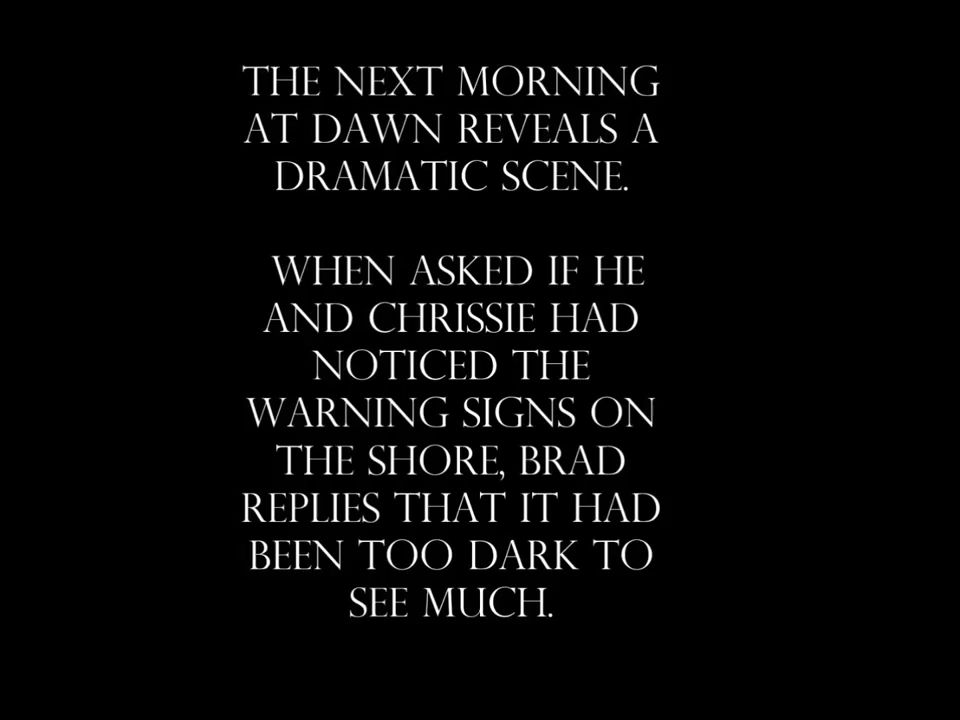 THE NEXT MORNING
AT DAWN REVEALS A
DRAMATIC SCENE.
WHEN ASKED IF HE
AND CHRISSIE HAD
NOTICED THE
WARNING SIGNS ON
THE SHORE, BRAD
REPLIES THAT IT HAD
BEEN TOO DARK TO
SEE MUCH.